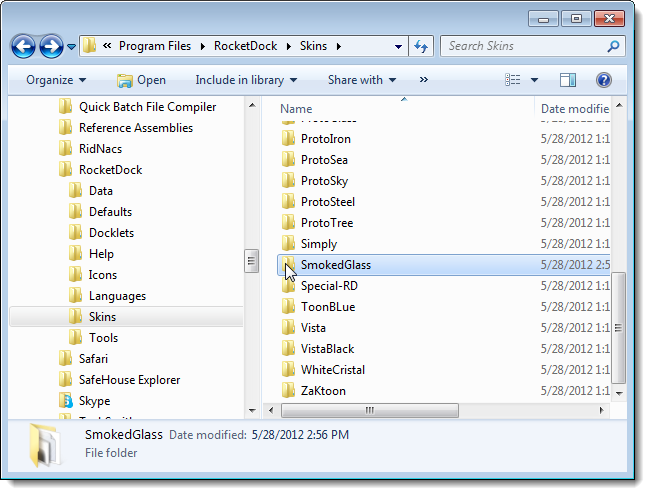 « Program Files ▸ RocketDock ▸ Skins ▸
Search Skins
Organize Open Include in library Share with »
Quick Batch File Compiler
Reference Assemblies
RidNacs
RocketDock
Data
Defaults
Docklets
Help
Icons
Languages
Skins
Tools
Safari
SafeHouse Explorer
Skype
Name Date modifie
ProtoIron 5/28/2012 1:1
ProtoSea 5/28/2012 1:1
ProtoSky 5/28/2012 1:1
ProtoSteel 5/28/2012 1:1
ProtoTree 5/28/2012 1:1
Simply 5/28/2012 1:1
SmokedGlass 5/28/2012 2:5
Special-RD 5/28/2012 1:1
ToonBLue 5/28/2012 1:1
Vista 5/28/2012 1:1
VistaBlack 5/28/2012 1:1
WhiteCristal 5/28/2012 1:1
ZaKtoon 5/28/2012 1:1
SmokedGlass Date modified: 5/28/2012 2:56 PM
File folder